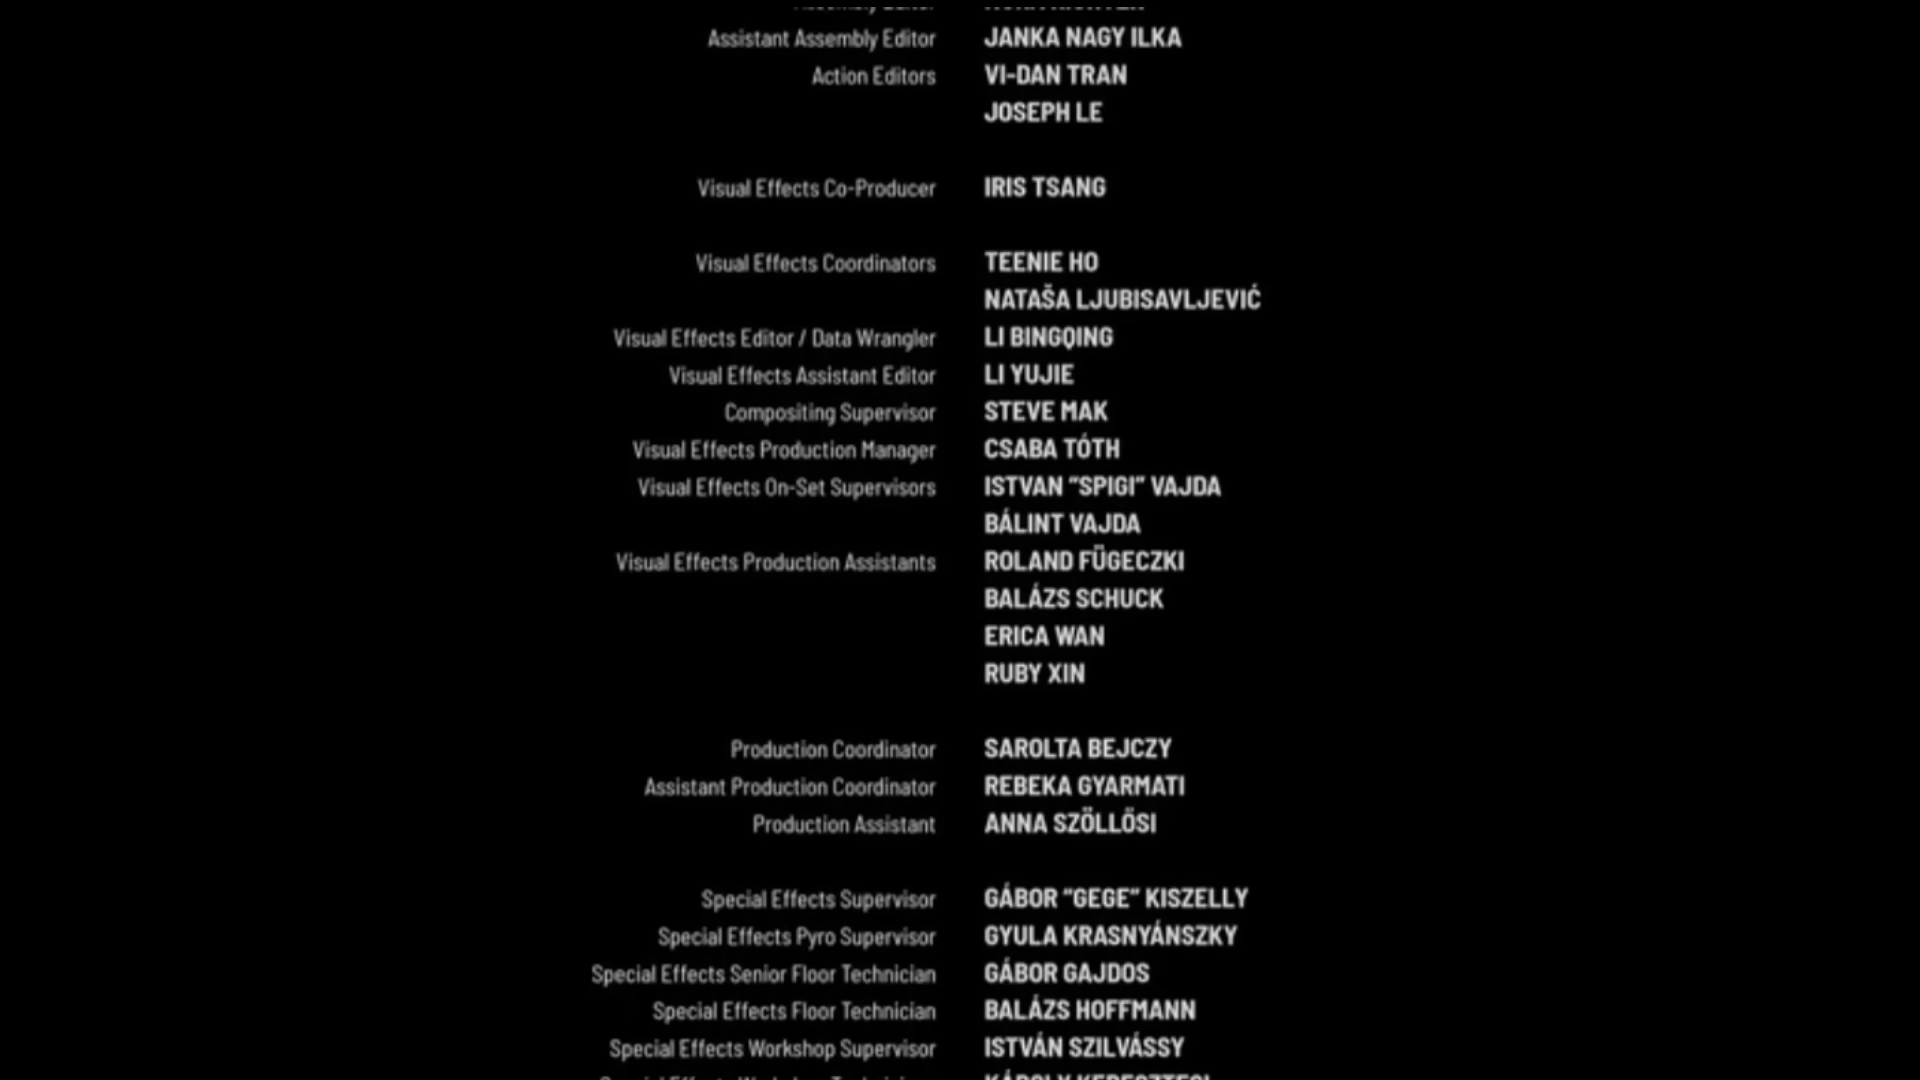 Assistant Assembly Editor JANKA NAGY ILKA
Action Editors VI-DAN TRAN
JOSEPH LE
Visual Effects Co-Producer IRIS TSANG
Visual Effects Coordinators TEENIE HO
NATAŠA LJUBISAVLJEVIĆ
Visual Effects Editor / Data Wrangler LI BINGQING
Visual Effects Assistant Editor LI YUJIE
Compositing Supervisor STEVE MAK
Visual Effects Production Manager CSABA TÓTH
Visual Effects On-Set Supervisors ISTVAN “SPIGI” VAJDA
BÁLINT VAJDA
Visual Effects Production Assistants ROLAND FÜGECZKI
BALÁZS SCHUCK
ERICA WAN
RUBY XIN
Production Coordinator SAROLTA BEJCZY
Assistant Production Coordinator REBEKA GYARMATI
Production Assistant ANNA SZÖLLŐSI
Special Effects Supervisor GÁBOR “GEGE” KISZELLY
Special Effects Pyro Supervisor GYULA KRASNYÁNSZKY
Special Effects Senior Floor Technician GÁBOR GAJDOS
Special Effects Floor Technician BALÁZS HOFFMANN
Special Effects Workshop Supervisor ISTVÁN SZILVÁSSY